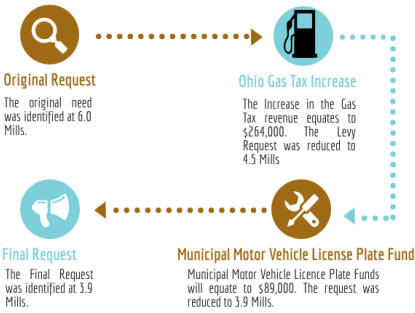 Original Request
The original need
was identified at 6.0
Mills.
Ohio Gas Tax Increase
The Increase in the Gas
Tax revenue equates to
$264,000. The Levy
Request was reduced to
4.5 Mills
Final Request
The Final Request
was identified at 3.9
Mills.
Municipal Motor Vehicle License Plate Fund
Municipal Motor Vehicle Licence Plate Funds
will equate to $89,000. The request was
reduced to 3.9 Mills.